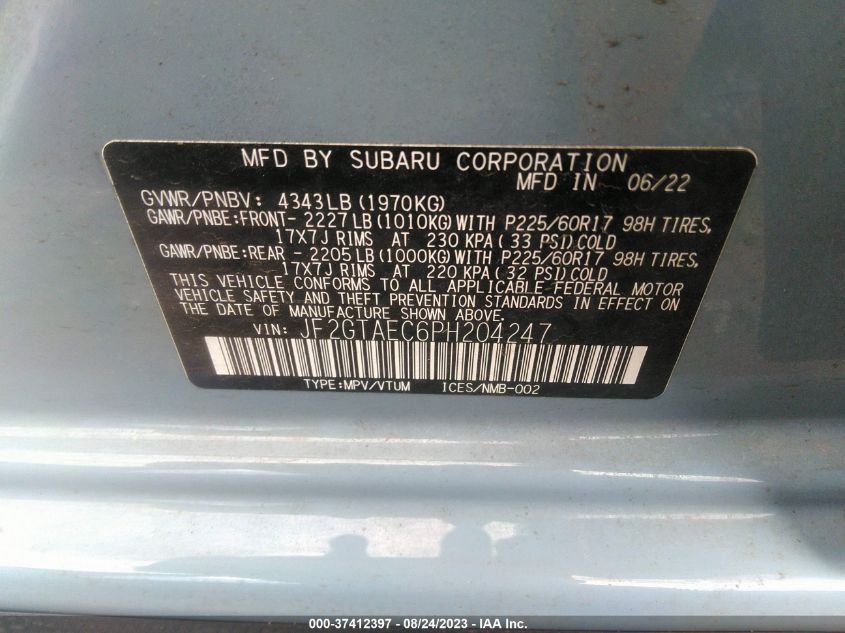 MFD BY SUBARU CORPORATION
MFD IN 06/22
GVWR/PNBV: 4343LB (1970KG)
GAWR/PNBE:FRONT- 2227LB (1010KG) WITH P225/60R17 98H TIRES,
17X7J RIMS AT 230 KPA( 33 PSI) COLD
GAWR/PNBE:REAR - 2205LB (1000KG) WITH P225/60R17 98H TIRES,
17X7J RIMS AT 220 KPA( 32 PSI) COLD
THIS VEHICLE CONFORMS TO ALL APPLICABLE FEDERAL MOTOR
VEHICLE SAFETY AND THEFT PREVENTION STANDARDS IN EFFECT ON
THE DATE OF MANUFACTURE SHOWN ABOVE.
VIN: JF2GTAEC6PH204247
TYPE:MPV/VTUM ICES/NMB-002
000-37412397 - 08/24/2023 - IAA Inc.